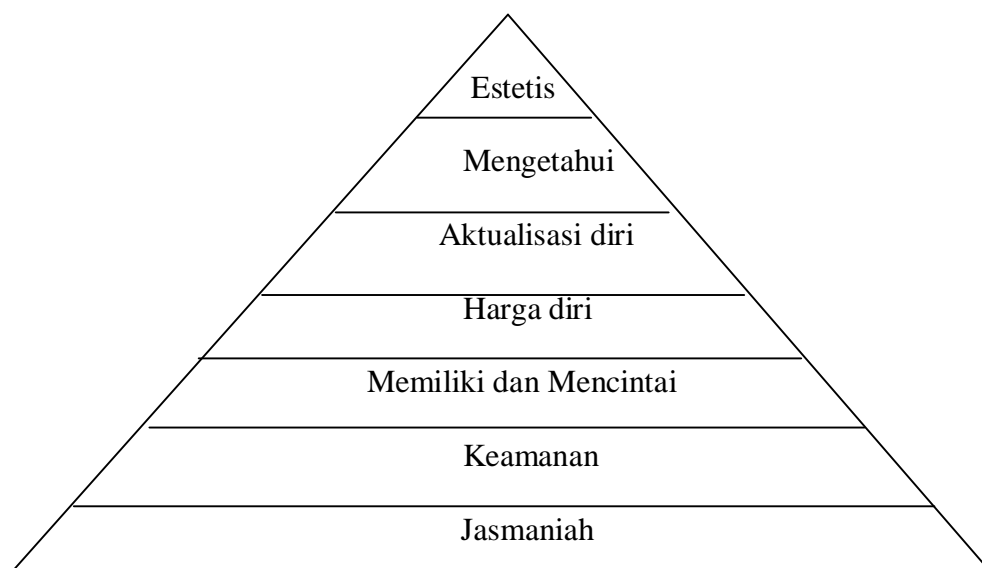 Estetis
Mengetahui
Aktualisasi diri
Harga diri
Memiliki dan Mencintai
Keamanan
Jasmaniah